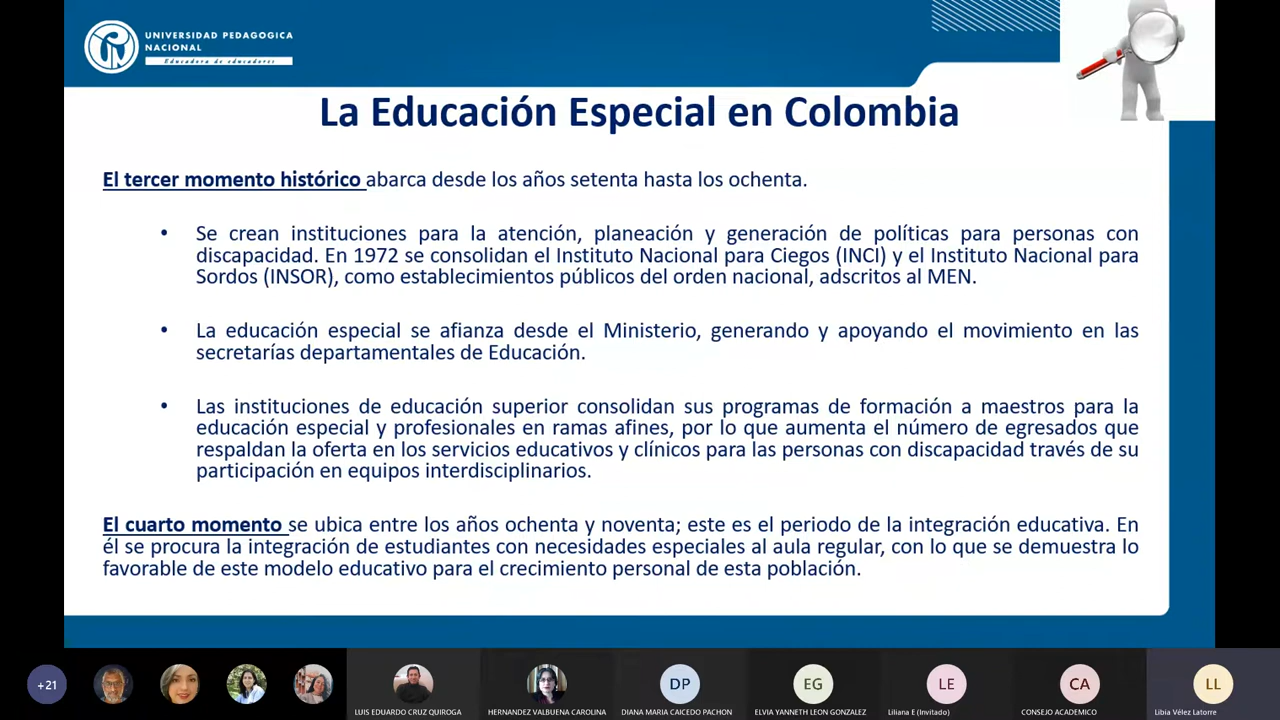 UNIVERSIDAD PEDAGOGICA
NACIONAL
Educadora de educadores
La Educación Especial en Colombia
El tercer momento histórico abarca desde los años setenta hasta los ochenta.
• Se crean instituciones para la atención, planeación y generación de políticas para personas con
discapacidad. En 1972 se consolidan el Instituto Nacional para Ciegos (INCI) y el Instituto Nacional para
Sordos (INSOR), como establecimientos públicos del orden nacional, adscritos al MEN.
• La educación especial se afianza desde el Ministerio, generando y apoyando el movimiento en las
secretarías departamentales de Educación.
• Las instituciones de educación superior consolidan sus programas de formación a maestros para la
educación especial y profesionales en ramas afines, por lo que aumenta el número de egresados que
respaldan la oferta en los servicios educativos y clínicos para las personas con discapacidad través de su
participación en equipos interdisciplinarios.
El cuarto momento se ubica entre los años ochenta y noventa; este es el periodo de la integración educativa. En
él se procura la integración de estudiantes con necesidades especiales al aula regular, con lo que se demuestra lo
favorable de este modelo educativo para el crecimiento personal de esta población.
+21
DP
EG
LE
CA
LL
LUIS EDUARDO CRUZ QUIROGA
HERNANDEZ VALBUENA CAROLINA
DIANA MARIA CAICEDO PACHON
ELVIA YANNETH LEON GONZALEZ
Liliana E (Invitado)
CONSEJO ACADEMICO
Libia Vélez Latorre